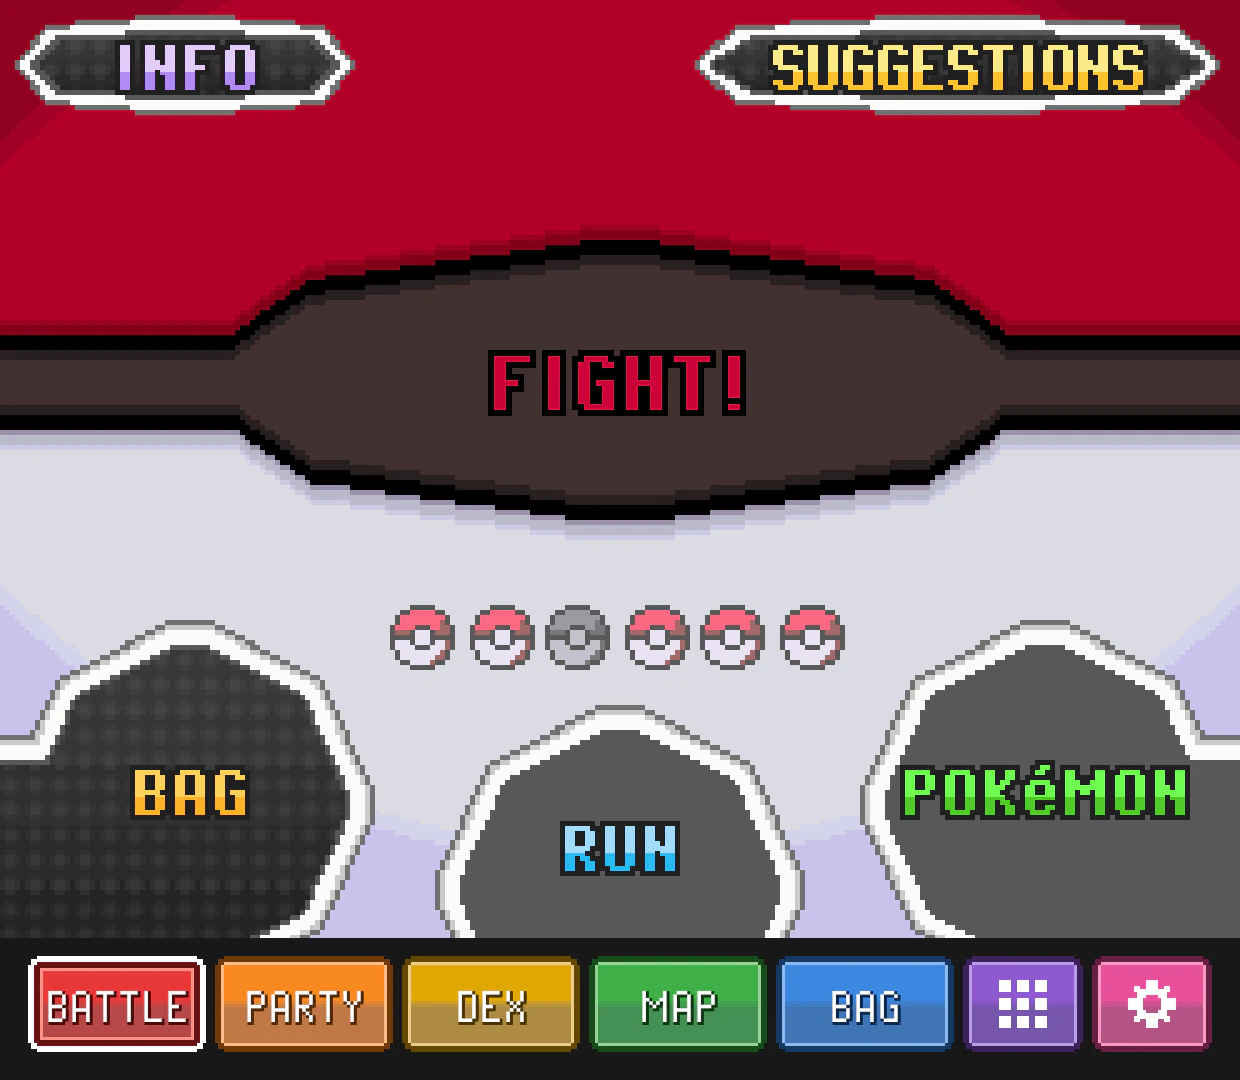 INFO
SUGGESTIONS
FIGHT!
BAG
POKéMON
RUN
BATTLE
PARTY
DEX
MAP
BAG